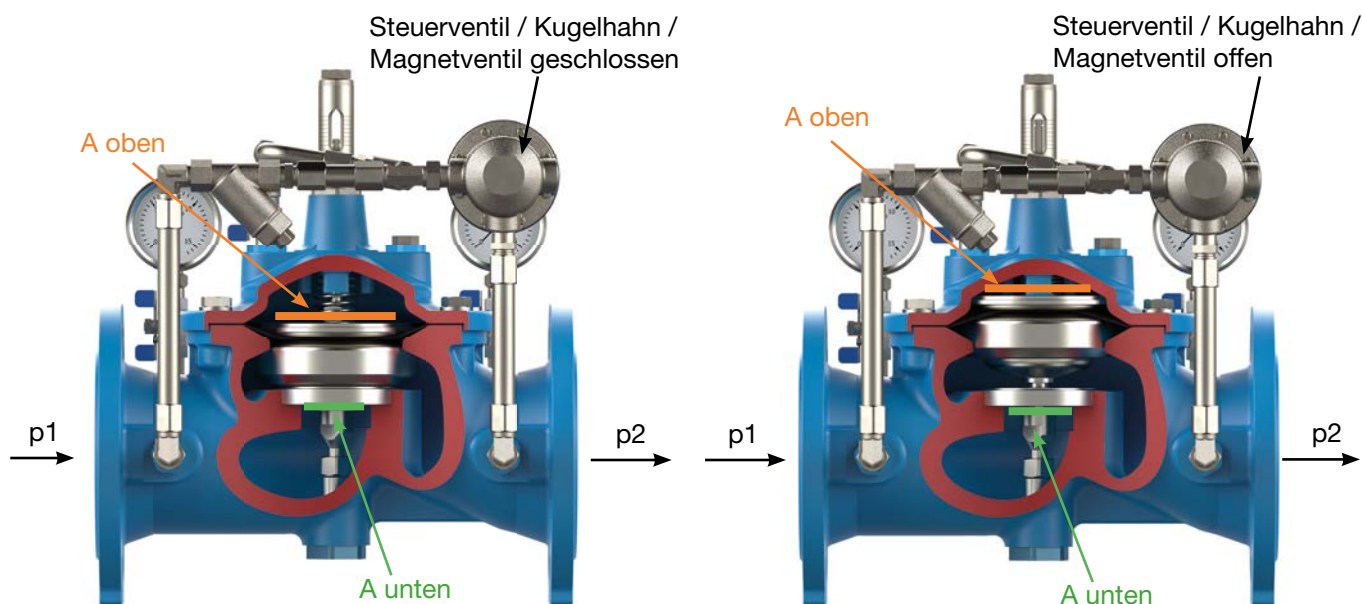 Steuerventil / Kugelhahn /
Magnetventil geschlossen
A oben
p1
p2
A unten
Steuerventil / Kugelhahn /
Magnetventil offen
A oben
p1
p2
A unten